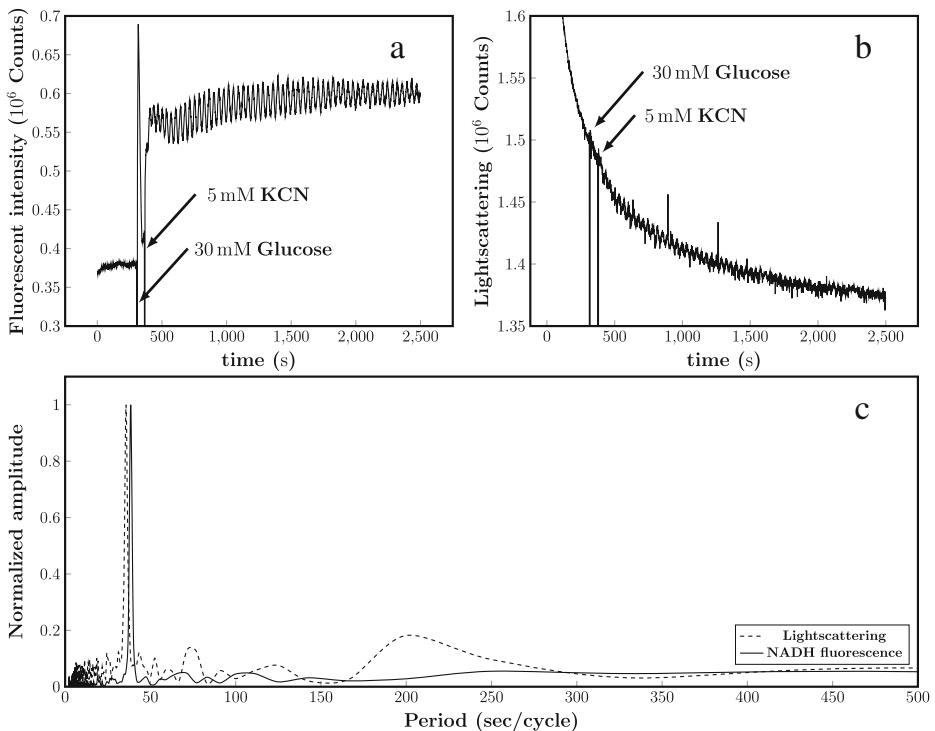 Fluorescent intensity (10⁶ Counts)
0.7
0.65
0.6
0.55
0.5
0.45
0.4
0.35
0.3
a
5 mM KCN
30 mM Glucose
0 500 1,000 1,500 2,000 2,500
time (s)
Lightscattering (10⁶ Counts)
1.6
1.55
1.5
1.45
1.4
1.35
b
30 mM Glucose
5 mM KCN
0 500 1,000 1,500 2,000 2,500
time (s)
Normalized amplitude
1
0.8
0.6
0.4
0.2
0
c
Lightscattering
NADH fluorescence
0 50 100 150 200 250 300 350 400 450 500
Period (sec/cycle)